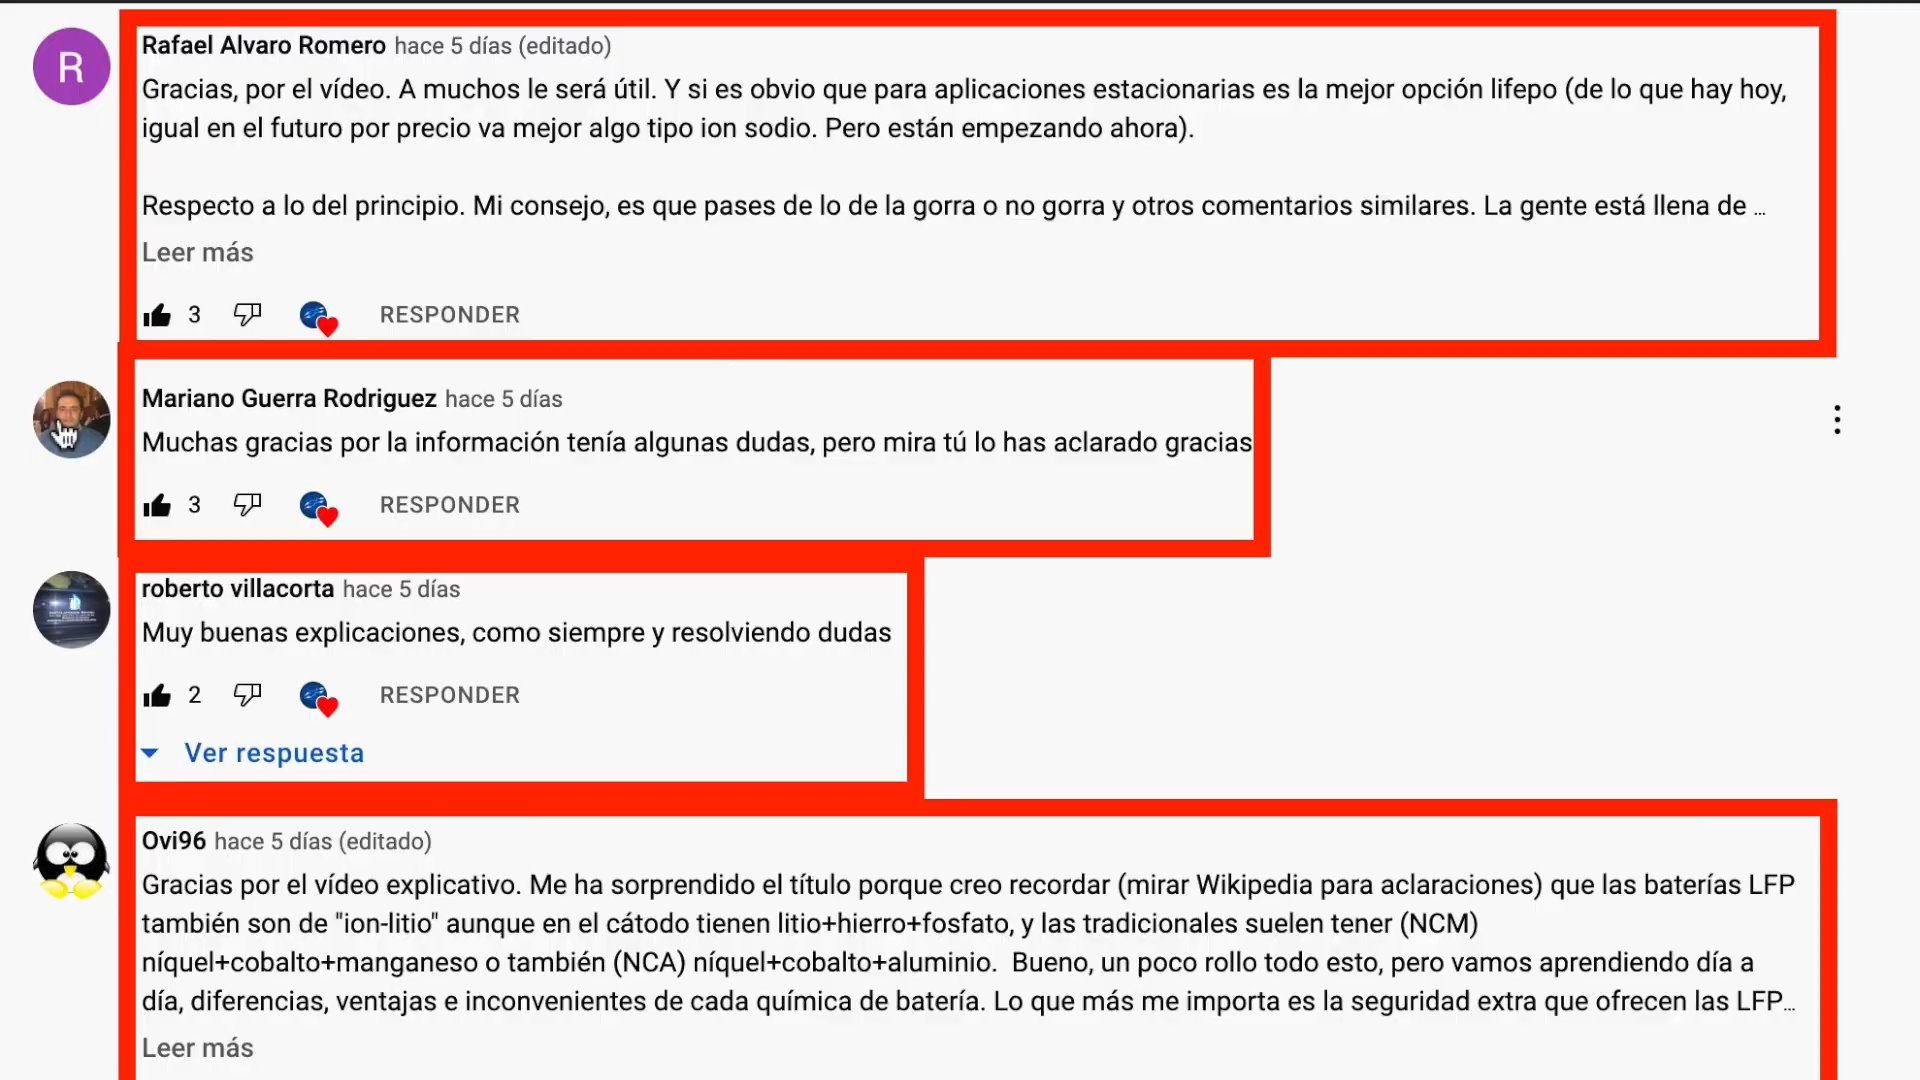 R
Rafael Alvaro Romero hace 5 días (editado)
Gracias, por el vídeo. A muchos le será útil. Y si es obvio que para aplicaciones estacionarias es la mejor opción lifepo (de lo que hay hoy,
igual en el futuro por precio va mejor algo tipo ion sodio. Pero están empezando ahora).
Respecto a lo del principio. Mi consejo, es que pases de lo de la gorra o no gorra y otros comentarios similares. La gente está llena de ...
Leer más
3 RESPONDER
Mariano Guerra Rodriguez hace 5 días
Muchas gracias por la información tenía algunas dudas, pero mira tú lo has aclarado gracias
3 RESPONDER
roberto villacorta hace 5 días
Muy buenas explicaciones, como siempre y resolviendo dudas
2 RESPONDER
Ver respuesta
Ovi96 hace 5 días (editado)
Gracias por el vídeo explicativo. Me ha sorprendido el título porque creo recordar (mirar Wikipedia para aclaraciones) que las baterías LFP
también son de "ion-litio" aunque en el cátodo tienen litio+hierro+fosfato, y las tradicionales suelen tener (NCM)
níquel+cobalto+manganeso o también (NCA) níquel+cobalto+aluminio.  Bueno, un poco rollo todo esto, pero vamos aprendiendo día a
día, diferencias, ventajas e inconvenientes de cada química de batería. Lo que más me importa es la seguridad extra que ofrecen las LFP...
Leer más